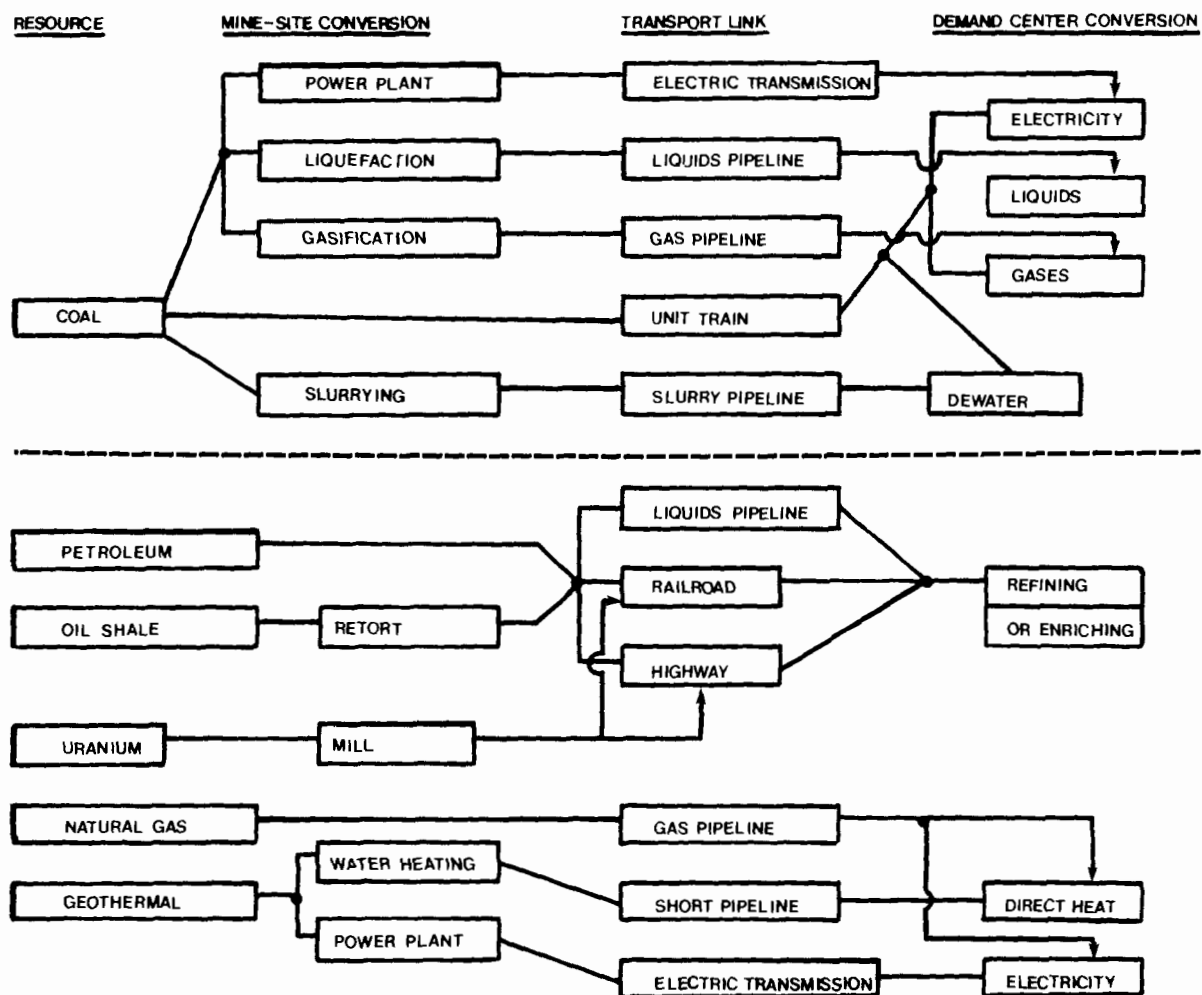 RESOURCE MINE-SITE CONVERSION TRANSPORT LINK DEMAND CENTER CONVERSION
POWER PLANT ELECTRIC TRANSMISSION
ELECTRICITY
LIQUEFACTION LIQUIDS PIPELINE
LIQUIDS
GASIFICATION GAS PIPELINE
GASES
COAL UNIT TRAIN
SLURRYING SLURRY PIPELINE DEWATER
LIQUIDS PIPELINE
PETROLEUM
RAILROAD REFINING
OIL SHALE RETORT OR ENRICHING
HIGHWAY
URANIUM MILL
NATURAL GAS GAS PIPELINE
WATER HEATING
GEOTHERMAL SHORT PIPELINE DIRECT HEAT
POWER PLANT
ELECTRIC TRANSMISSION ELECTRICITY